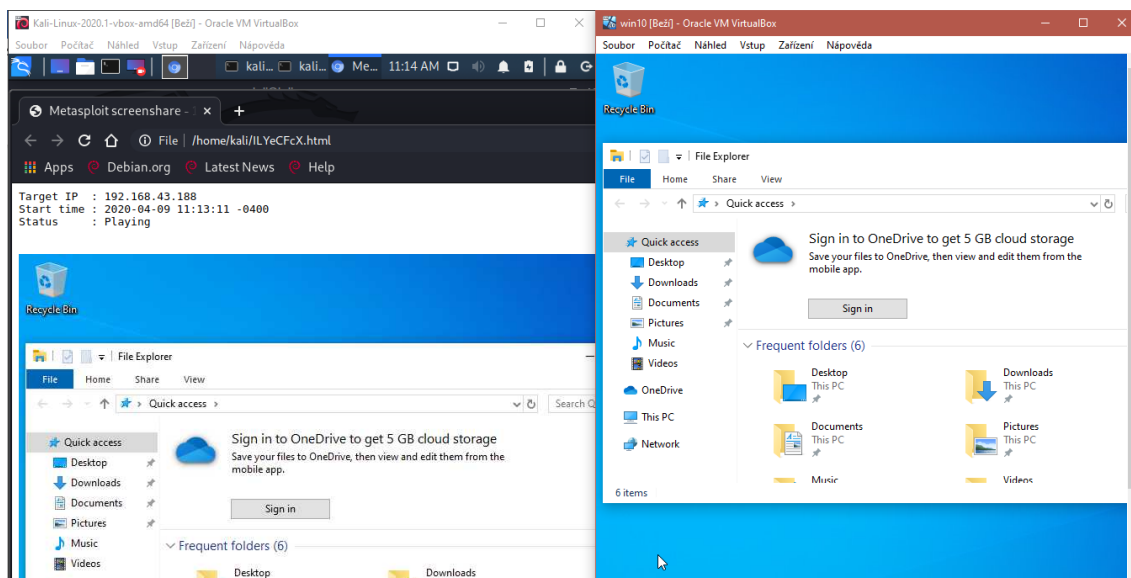 Kali-Linux-2020.1-vbox-amd64 [Beží] - Oracle VM VirtualBox
Soubor Počítač Náhled Vstup Zařízení Nápověda
kali... kali... Me... 11:14 AM
Metasploit screenshare -
File | /home/kali/ILYeCFcX.html
Apps Debian.org Latest News Help
Target IP : 192.168.43.188
Start time : 2020-04-09 11:13:11 -0400
Status : Playing
Recycle Bin
File Explorer
File Home Share View
Quick access
Search Q
Quick access
Desktop
Downloads
Documents
Pictures
Music
Videos
Sign in to OneDrive to get 5 GB cloud storage
Save your files to OneDrive, then view and edit them from the
mobile app.
Sign in
Frequent folders (6)
Desktop
Downloads
win10 [Beží] - Oracle VM VirtualBox
Soubor Počítač Náhled Vstup Zařízení Nápověda
Recycle Bin
File Explorer
File Home Share View
Quick access
Quick access
Desktop
Downloads
Documents
Pictures
Music
Videos
OneDrive
This PC
Network
Sign in to OneDrive to get 5 GB cloud storage
Save your files to OneDrive, then view and edit them from the
mobile app.
Sign in
Frequent folders (6)
Desktop
This PC
Downloads
This PC
Documents
This PC
Pictures
This PC
Music
Videos
6 items